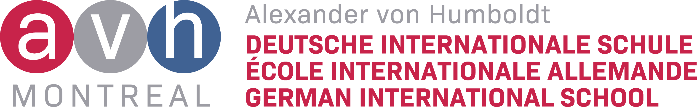 avh
MONTREAL
Alexander von Humboldt
DEUTSCHE INTERNATIONALE SCHULE
ÉCOLE INTERNATIONALE ALLEMANDE
GERMAN INTERNATIONAL SCHOOL